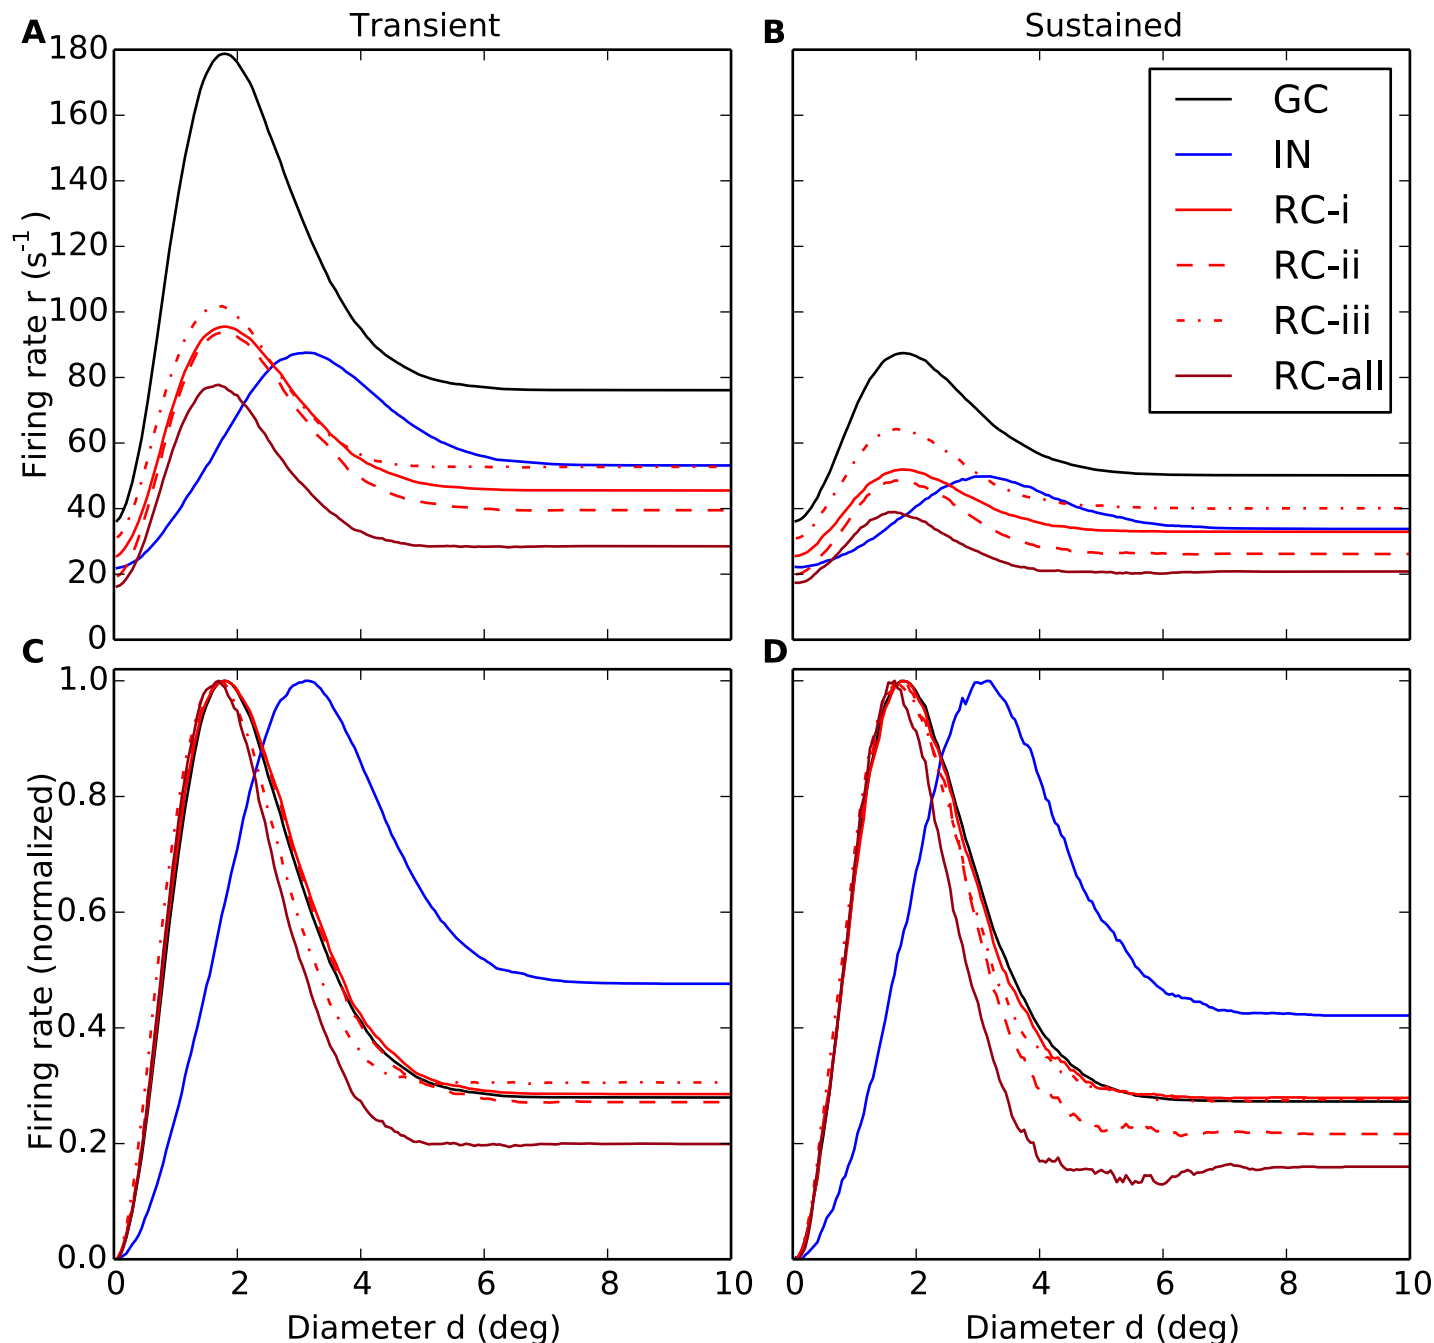 A Transient
B Sustained
180
160
140
120
100
80
60
40
20
0
Firing rate r (s⁻¹)
GC
IN
RC-i
RC-ii
RC-iii
RC-all
C
D
1.0
0.8
0.6
0.4
0.2
0.0
Firing rate (normalized)
0 2 4 6 8 10
0 2 4 6 8 10
Diameter d (deg)
Diameter d (deg)